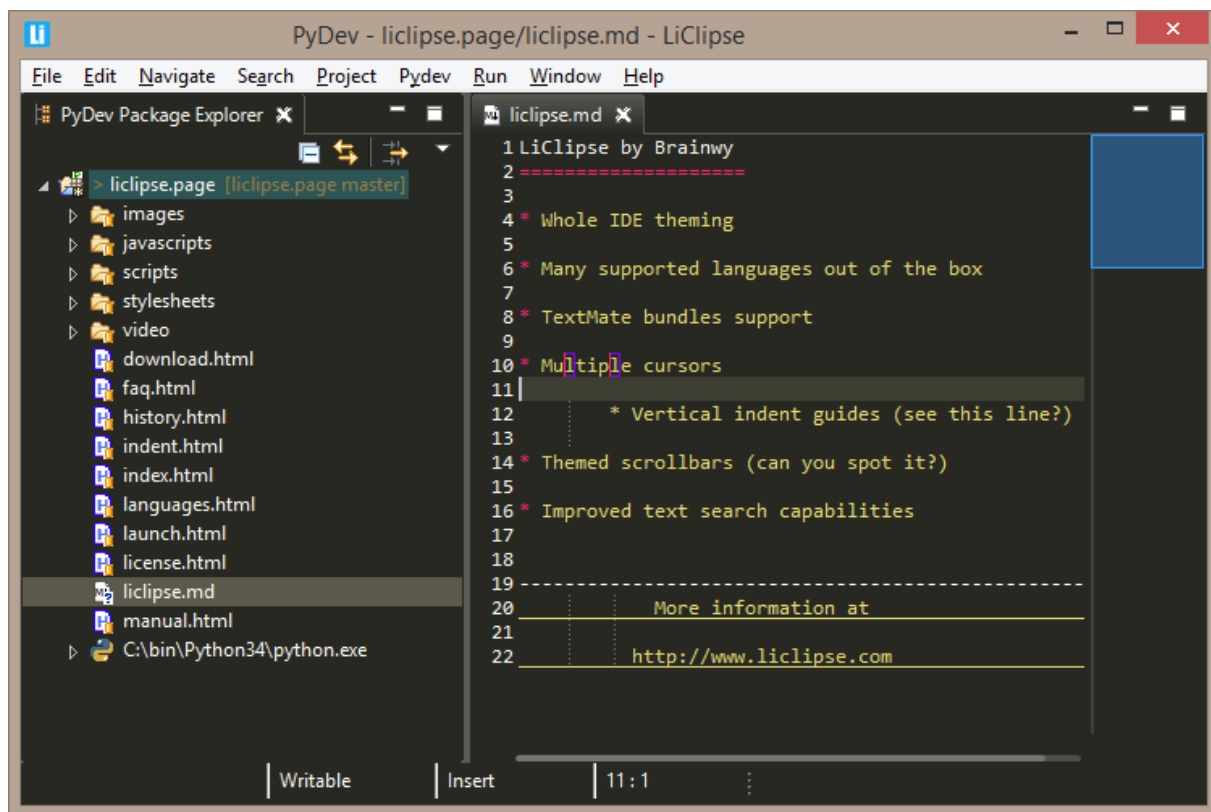 Li PyDev - liclipse.page/liclipse.md - LiClipse
File Edit Navigate Search Project Pydev Run Window Help
PyDev Package Explorer
> liclipse.page [liclipse.page master]
images
javascripts
scripts
stylesheets
video
download.html
faq.html
history.html
indent.html
index.html
languages.html
launch.html
license.html
liclipse.md
manual.html
C:\bin\Python34\python.exe
liclipse.md
1 LiClipse by Brainwy
2 ====================
3
4 * Whole IDE theming
5
6 * Many supported languages out of the box
7
8 * TextMate bundles support
9
10 * Multiple cursors
11
12 * Vertical indent guides (see this line?)
13
14 * Themed scrollbars (can you spot it?)
15
16 * Improved text search capabilities
17
18
19 --------------------------------------------------
20 More information at
21
22 http://www.liclipse.com
Writable Insert 11 : 1